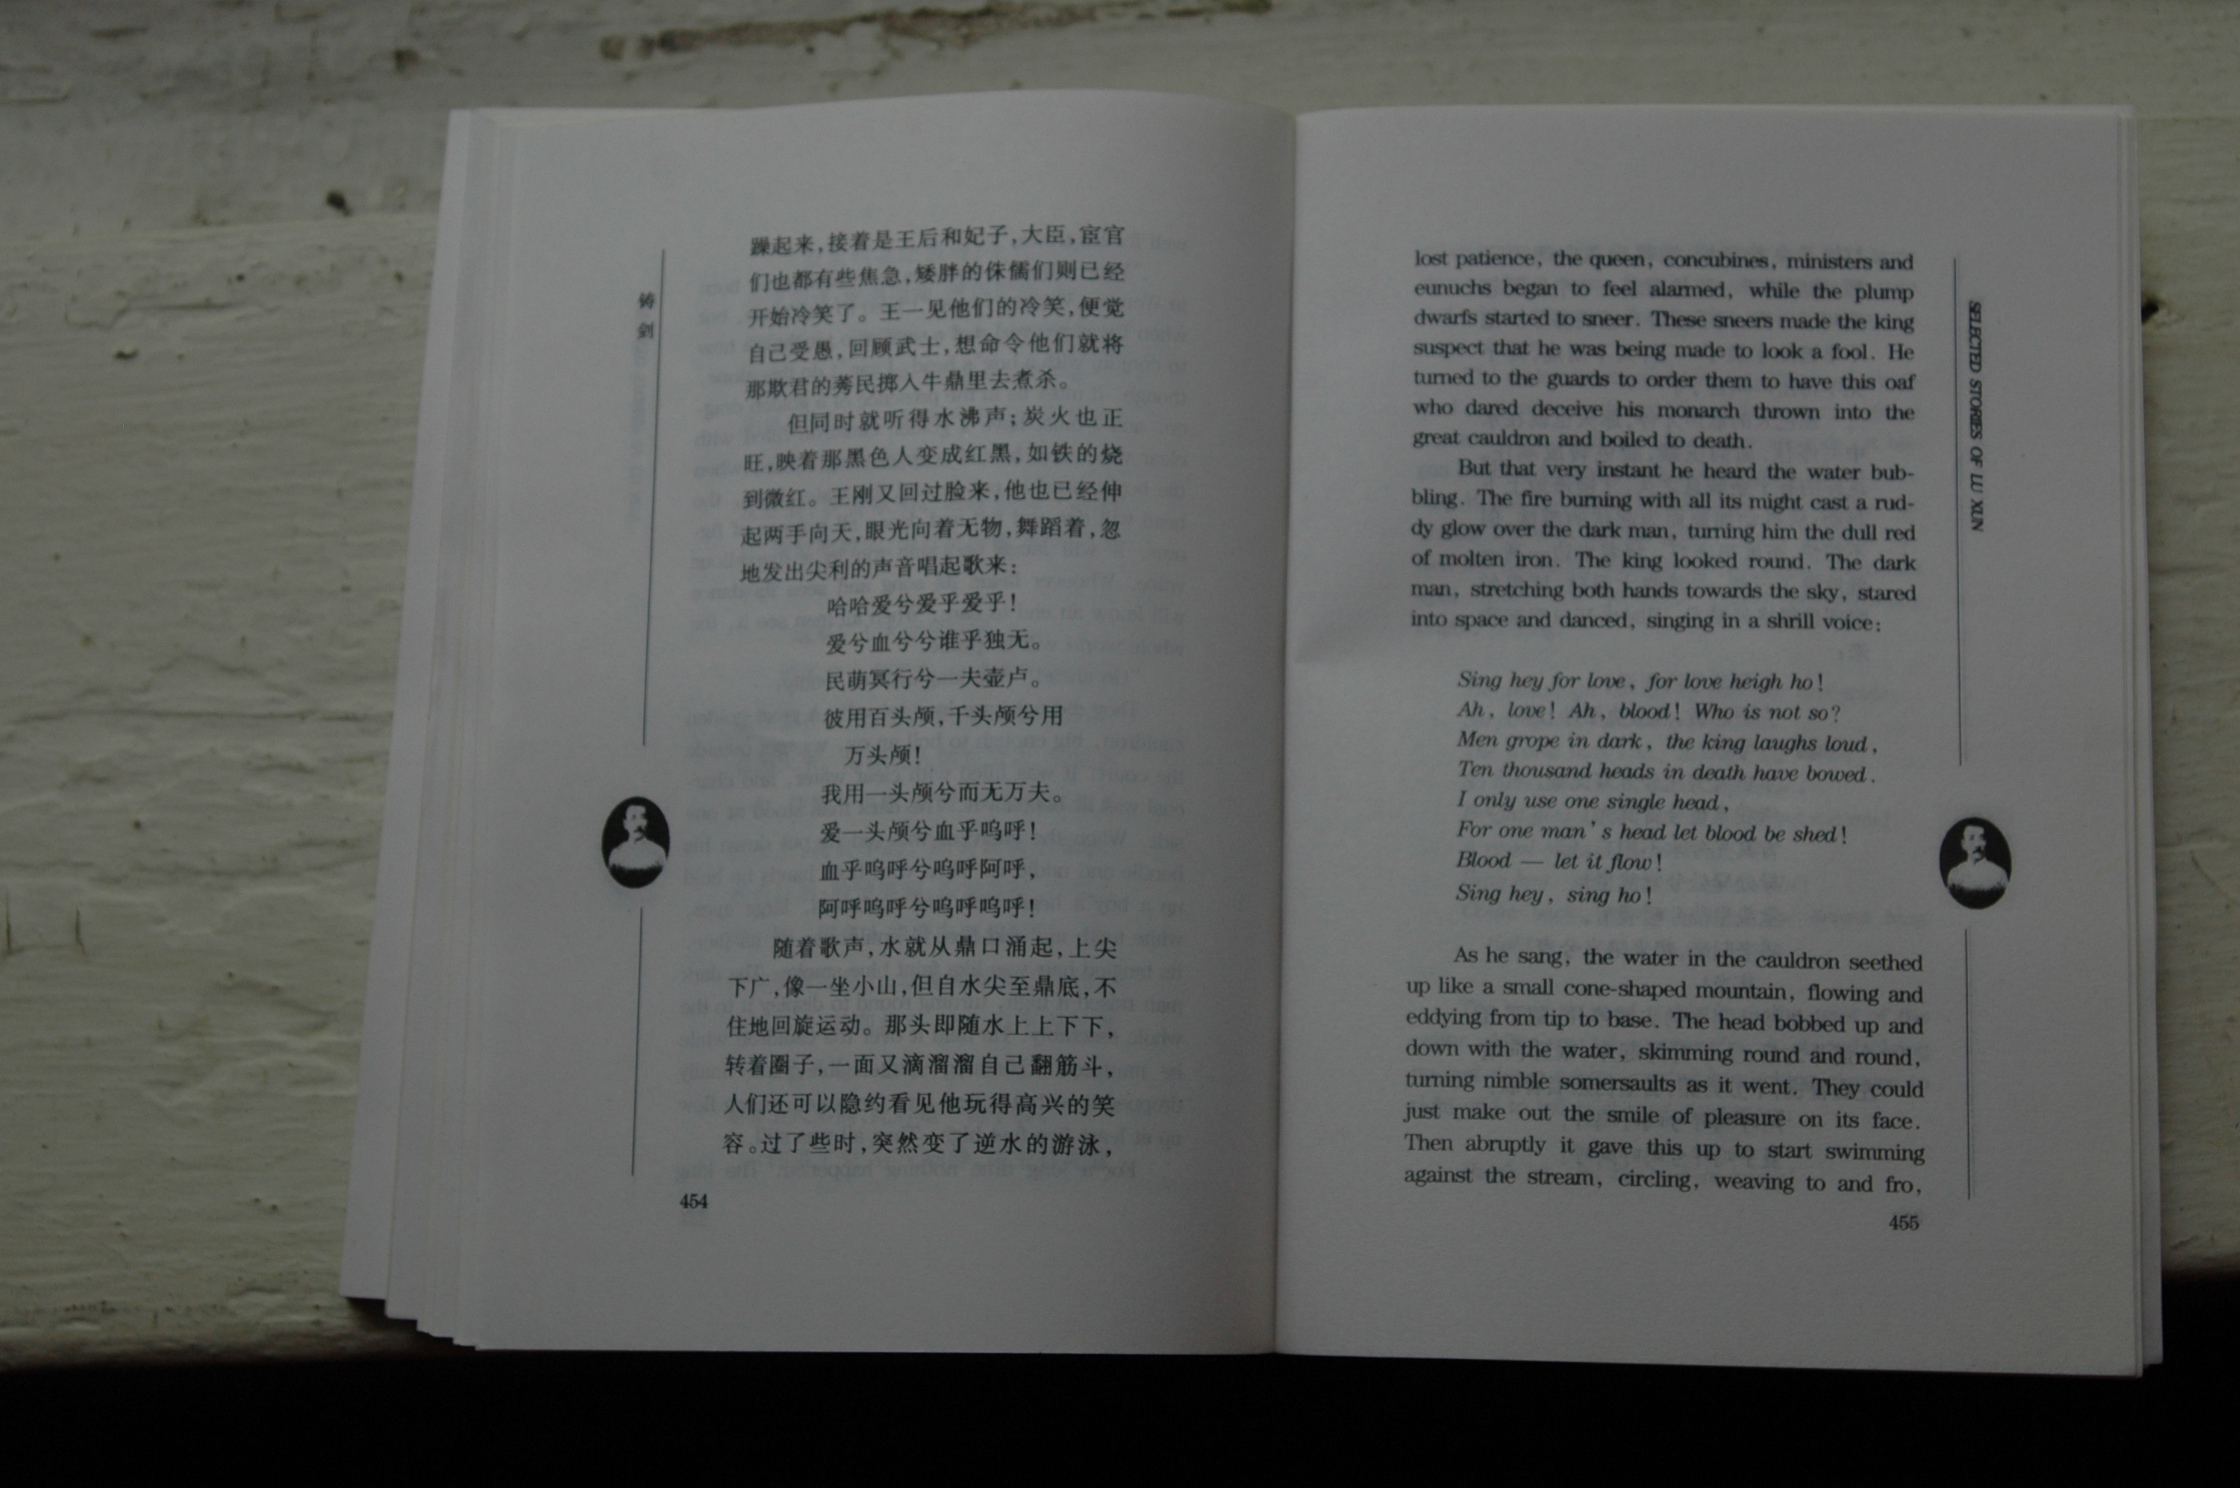 铸
剑
躁起来,接着是王后和妃子,大臣,宦官
们也都有些焦急,矮胖的侏儒们则已经
开始冷笑了。王一见他们的冷笑,便觉
自己受愚,回顾武士,想命令他们就将
那欺君的莠民掷入牛鼎里去煮杀。
但同时就听得水沸声;炭火也正
旺,映着那黑色人变成红黑,如铁的烧
到微红。王刚又回过脸来,他也已经伸
起两手向天,眼光向着无物,舞蹈着,忽
地发出尖利的声音唱起歌来:
哈哈爱兮爱乎爱乎!
爱兮血兮兮谁乎独无。
民萌冥行兮一夫壶卢。
彼用百头颅,千头颅兮用
万头颅!
我用一头颅兮而无万夫。
爱一头颅兮血乎呜呼!
血乎呜呼兮呜呼阿呼,
阿呼呜呼兮呜呼呜呼!
随着歌声,水就从鼎口涌起,上尖
下广,像一坐小山,但自水尖至鼎底,不
住地回旋运动。那头即随水上上下下,
转着圈子,一面又滴溜溜自己翻筋斗,
人们还可以隐约看见他玩得高兴的笑
容。过了些时,突然变了逆水的游泳,
454
SELECTED STORIES OF LU XUN
lost patience, the queen, concubines, ministers and
eunuchs began to feel alarmed, while the plump
dwarfs started to sneer. These sneers made the king
suspect that he was being made to look a fool. He
turned to the guards to order them to have this oaf
who dared deceive his monarch thrown into the
great cauldron and boiled to death.
But that very instant he heard the water bub-
bling. The fire burning with all its might cast a rud-
dy glow over the dark man, turning him the dull red
of molten iron. The king looked round. The dark
man, stretching both hands towards the sky, stared
into space and danced, singing in a shrill voice:
Sing hey for love, for love heigh ho!
Ah, love! Ah, blood! Who is not so?
Men grope in dark, the king laughs loud,
Ten thousand heads in death have bowed.
I only use one single head,
For one man's head let blood be shed!
Blood — let it flow!
Sing hey, sing ho!
As he sang, the water in the cauldron seethed
up like a small cone-shaped mountain, flowing and
eddying from tip to base. The head bobbed up and
down with the water, skimming round and round,
turning nimble somersaults as it went. They could
just make out the smile of pleasure on its face.
Then abruptly it gave this up to start swimming
against the stream, circling, weaving to and fro,
455